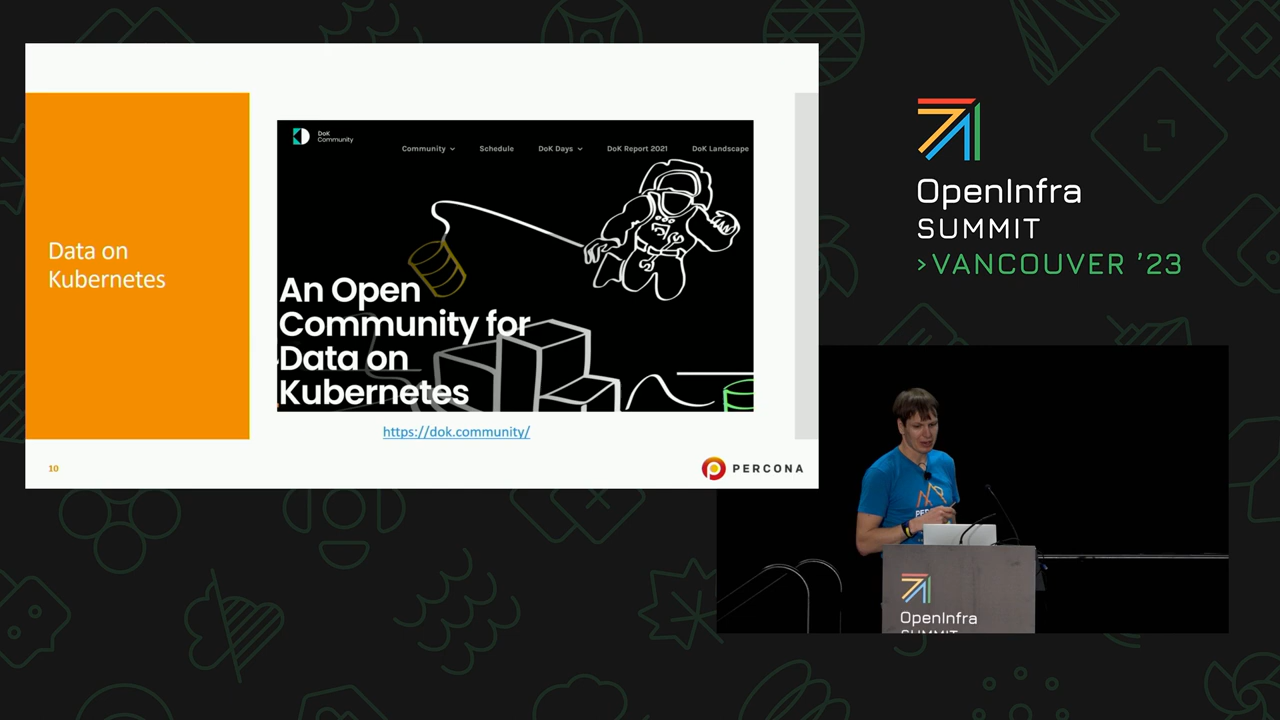 Data on
Kubernetes
DoK
Community
Community
Schedule
DoK Days
DoK Report 2021
DoK Landscape
An Open
Community for
Data on
Kubernetes
https://dok.community/
10
PERCONA
OpenInfra
SUMMIT
>VANCOUVER '23
OpenInfra
SUMMIT